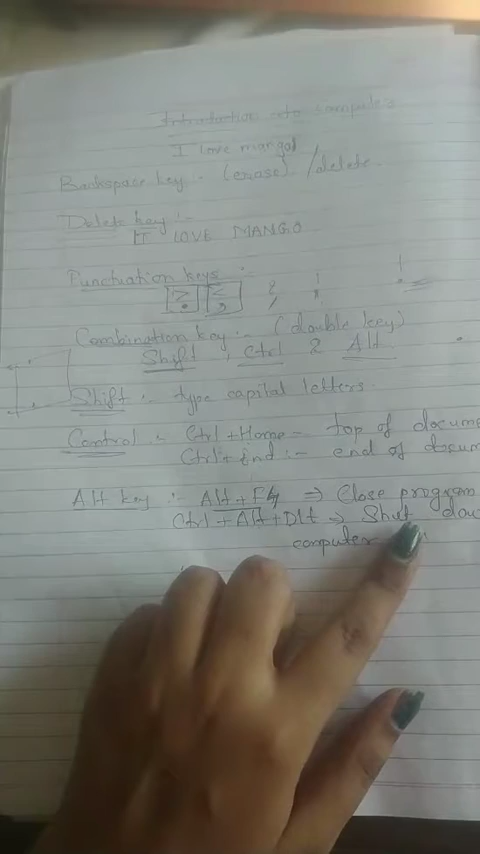 Introduction into computer
I love mango
Backspace key :- (erase) / delete.
Delete key :-
IT LOVE MANGO
Punctuation keys :-
> . < ,
Combination key :- (double key)
Shift , Ctrl & Alt
Shift :- type capital letters.
Control :- Ctrl + Home - top of docume
Ctrl + End :- end of docum
Alt key :- Alt + F4 ⇒ Close program
Ctrl + Alt + Dlt ⇒ Shut dow
computer